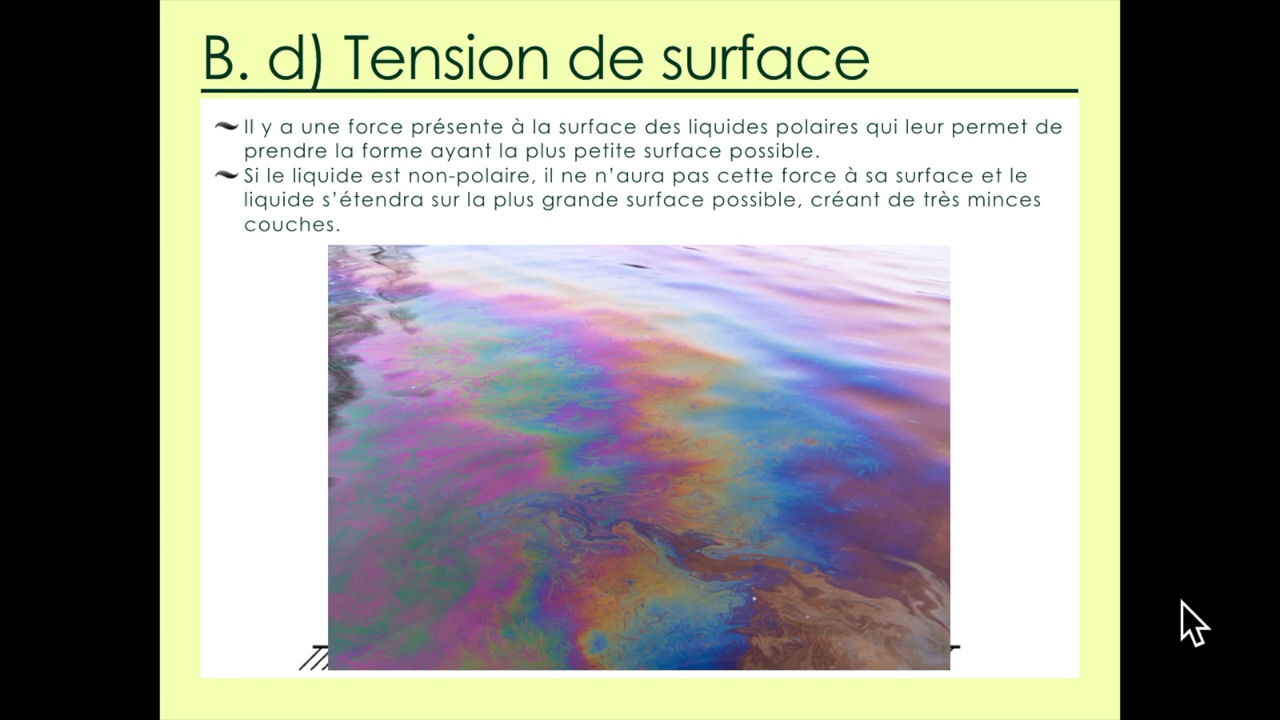 B. d) Tension de surface
Il y a une force présente à la surface des liquides polaires qui leur permet de
prendre la forme ayant la plus petite surface possible.
Si le liquide est non-polaire, il ne n’aura pas cette force à sa surface et le
liquide s’étendra sur la plus grande surface possible, créant de très minces
couches.